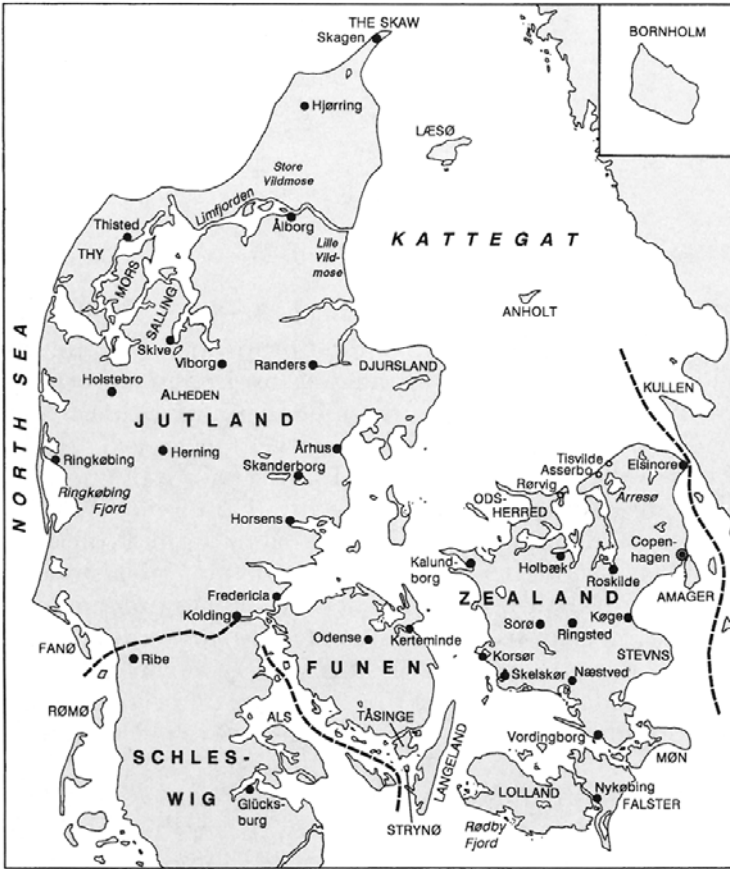 THE SKAW
Skagen
BORNHOLM
Hjørring
LÆSØ
Store
Vildmose
Limfjorden
Ålborg
Thisted
THY
Lille
Vild-
mose
KATTEGAT
MORS
SALLING
ANHOLT
NORTH SEA
Skive
Viborg
Randers
DJURSLAND
KULLEN
Holstebro
ALHEDEN
JUTLAND
Herning
Århus
Ringkøbing
Skanderborg
Tisvilde
Asserbo
Elsinore
Rørvig
Ringkøbing
Fjord
ODS-
HERRED
Arresø
Horsens
Copen-
hagen
Kalund-
borg
Holbæk
Roskilde
AMAGER
Fredericia
ZEALAND
Kolding
Sorø
Ringsted
Køge
FANØ
Odense
Kerteminde
Ribe
FUNEN
Korsør
STEVNS
Skelskør
Næstved
RØMØ
ALS
TÅSINGE
LANGELAND
Vordingborg
SCHLES-
WIG
MØN
Glücks-
burg
LOLLAND
Nykøbing
FALSTER
STRYNØ
Rødby
Fjord